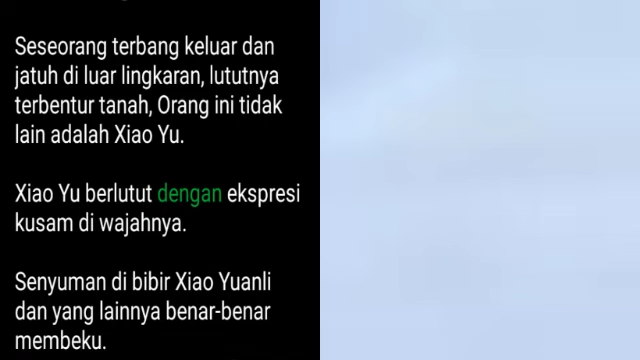 Seseorang terbang keluar dan
jatuh di luar lingkaran, lututnya
terbentur tanah, Orang ini tidak
lain adalah Xiao Yu.
Xiao Yu berlutut dengan ekspresi
kusam di wajahnya.
Senyuman di bibir Xiao Yuanli
dan yang lainnya benar-benar
membeku.